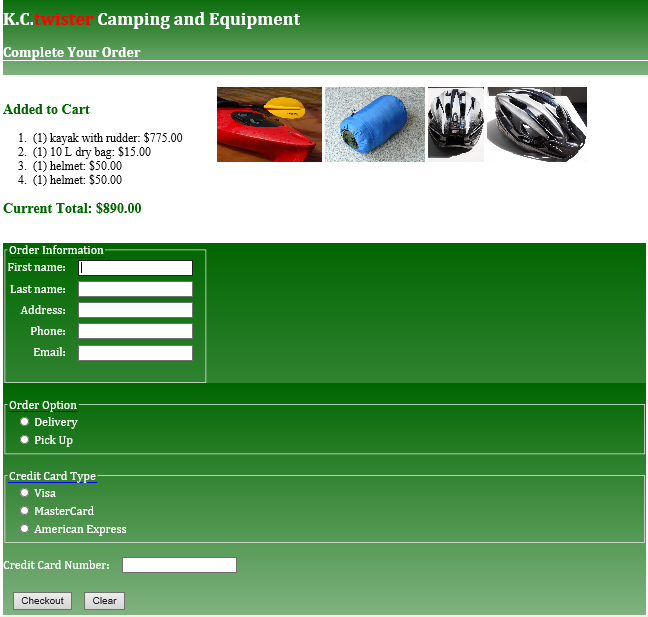 K.C.twister Camping and Equipment
Complete Your Order
Added to Cart
1. (1) kayak with rudder: $775.00
2. (1) 10 L dry bag: $15.00
3. (1) helmet: $50.00
4. (1) helmet: $50.00
Current Total: $890.00
Order Information
First name:
Last name:
Address:
Phone:
Email:
Order Option
Delivery
Pick Up
Credit Card Type
Visa
MasterCard
American Express
Credit Card Number:
Checkout Clear